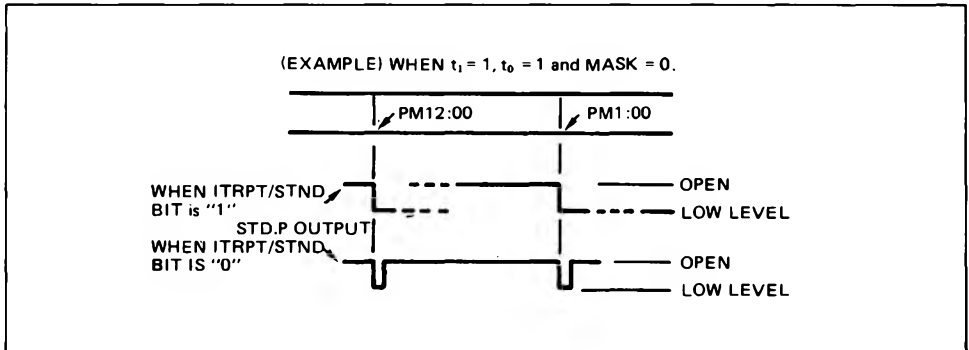 (EXAMPLE) WHEN t₁ = 1, t₀ = 1 and MASK = 0.
PM12:00
PM1:00
WHEN ITRPT/STND
BIT is "1"
OPEN
LOW LEVEL
STD.P OUTPUT
WHEN ITRPT/STND
BIT IS "0"
OPEN
LOW LEVEL